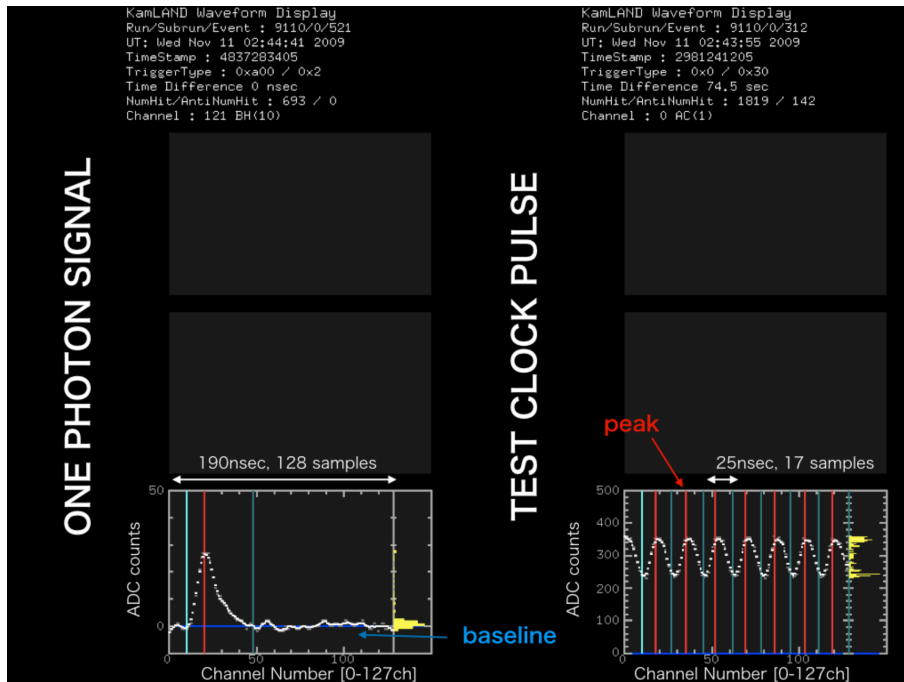 KamLAND Waveform Display
Run/Subrun/Event : 9110/0/521
UT: Wed Nov 11 02:44:41 2009
TimeStamp : 4837283405
TriggerType : 0xa00 / 0x2
Time Difference 0 nsec
NumHit/AntiNumHit : 693 / 0
Channel : 121 BH(10)
ONE PHOTON SIGNAL
190nsec, 128 samples
50
0
ADC counts
0
50
100
Channel Number [0-127ch]
baseline
KamLAND Waveform Display
Run/Subrun/Event : 9110/0/312
UT: Wed Nov 11 02:43:55 2009
TimeStamp : 2981241205
TriggerType : 0x0 / 0x30
Time Difference 74.5 sec
NumHit/AntiNumHit : 1819 / 142
Channel : 0 AC(1)
TEST CLOCK PULSE
peak
25nsec, 17 samples
500
400
300
200
100
0
ADC counts
0
50
100
Channel Number [0-127ch]